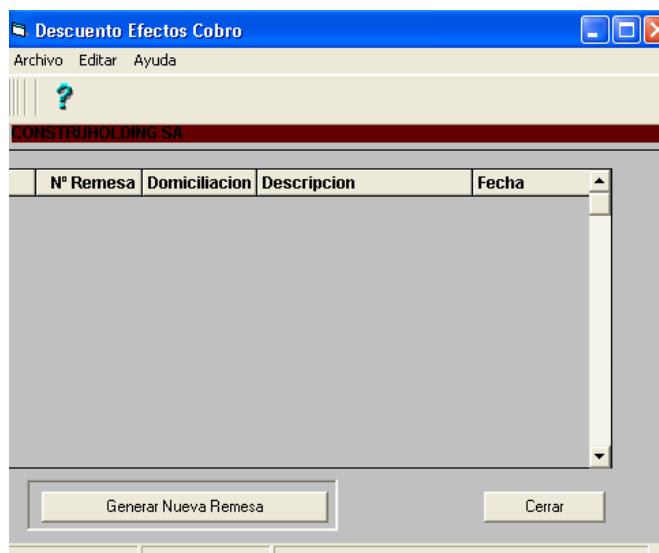 Descuento Efectos Cobro
Archivo Editar Ayuda
?
CONSTRUHOLDING SA
Nº Remesa Domiciliacion Descripcion Fecha
Generar Nueva Remesa Cerrar